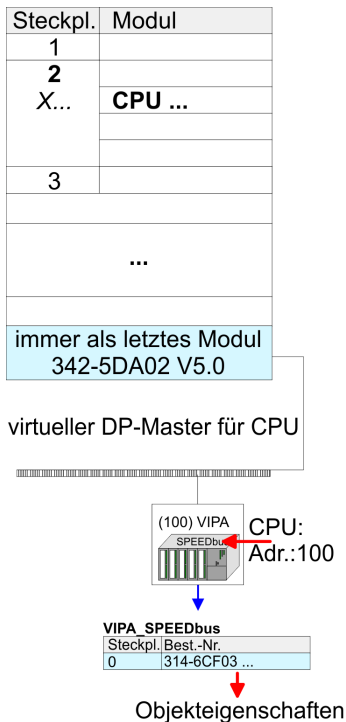 Steckpl. Modul
1
2
X... CPU ...
3
...
immer als letztes Modul
342-5DA02 V5.0
virtueller DP-Master für CPU
(100) VIPA
SPEEDbu
CPU:
Adr.:100
VIPA_SPEEDbus
Steckpl. Best.-Nr.
0 314-6CF03 ...
Objekteigenschaften